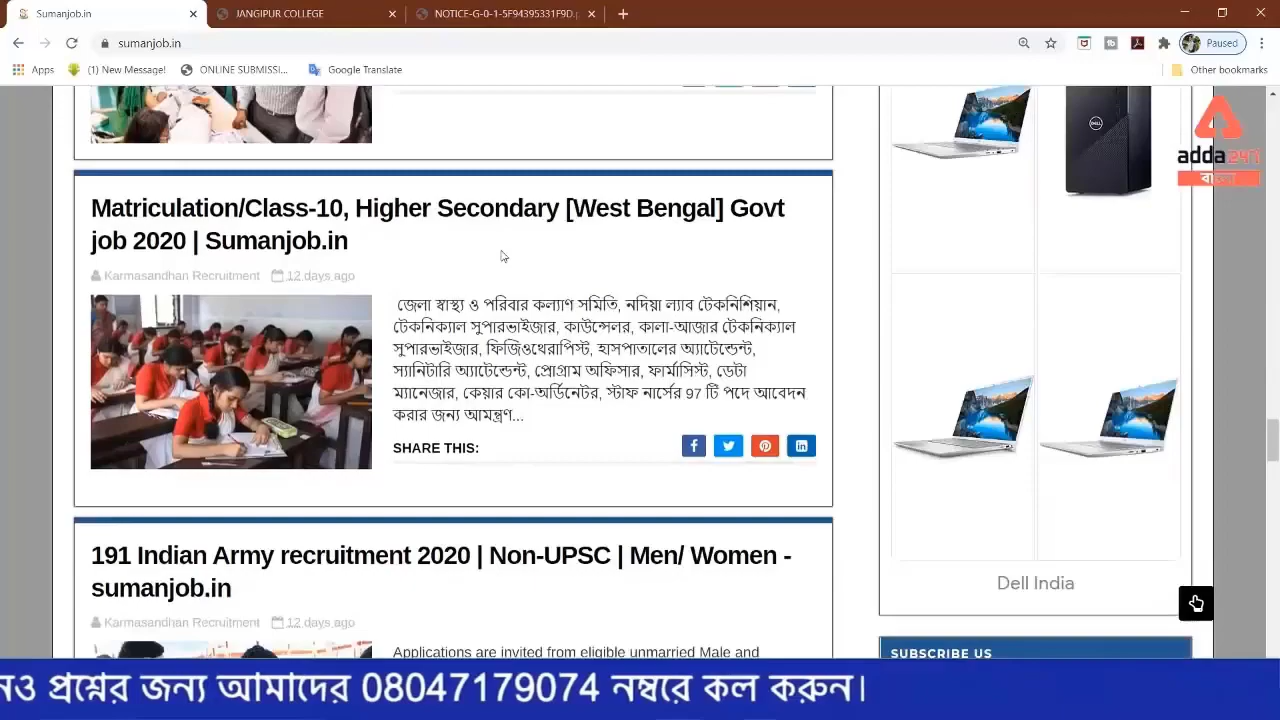 Sumanjob.in
JANGIPUR COLLEGE
NOTICE-G-0-1-5F94395331F9D.p
sumanjob.in
Paused
Apps
(1) New Message!
ONLINE SUBMISSI...
Google Translate
Other bookmarks
DELL
adda247
বাংলা
Matriculation/Class-10, Higher Secondary [West Bengal] Govt
job 2020 | Sumanjob.in
Karmasandhan Recruitment 12 days ago
জেলা স্বাস্থ্য ও পরিবার কল্যাণ সমিতি, নদিয়া ল্যাব টেকনিশিয়ান,
টেকনিক্যাল সুপারভাইজার, কাউন্সেলর, কালা-আজার টেকনিক্যাল
সুপারভাইজার, ফিজিওথেরাপিস্ট, হাসপাতালের অ্যাটেন্ডেন্ট,
স্যানিটারি অ্যাটেন্ডেন্ট, প্রোগ্রাম অফিসার, ফার্মাসিস্ট, ডেটা
ম্যানেজার, কেয়ার কো-অর্ডিনেটর, স্টাফ নার্সের 97 টি পদে আবেদন
করার জন্য আমন্ত্রণ...
SHARE THIS:
191 Indian Army recruitment 2020 | Non-UPSC | Men/ Women -
sumanjob.in
Karmasandhan Recruitment 12 days ago
Applications are invited from eligible unmarried Male and
Dell India
SUBSCRIBE US
নও প্রশ্নের জন্য আমাদের 08047179074 নম্বরে কল করুন।